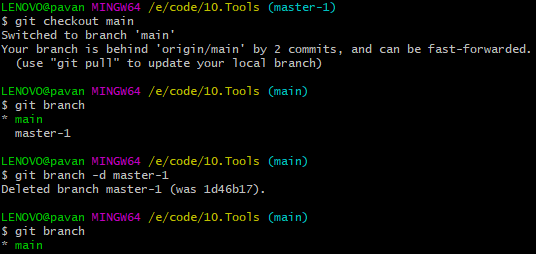 LENOVO@pavan MINGW64 /e/code/10.Tools (master-1)
$ git checkout main
Switched to branch 'main'
Your branch is behind 'origin/main' by 2 commits, and can be fast-forwarded.
  (use "git pull" to update your local branch)

LENOVO@pavan MINGW64 /e/code/10.Tools (main)
$ git branch
* main
  master-1

LENOVO@pavan MINGW64 /e/code/10.Tools (main)
$ git branch -d master-1
Deleted branch master-1 (was 1d46b17).

LENOVO@pavan MINGW64 /e/code/10.Tools (main)
$ git branch
* main